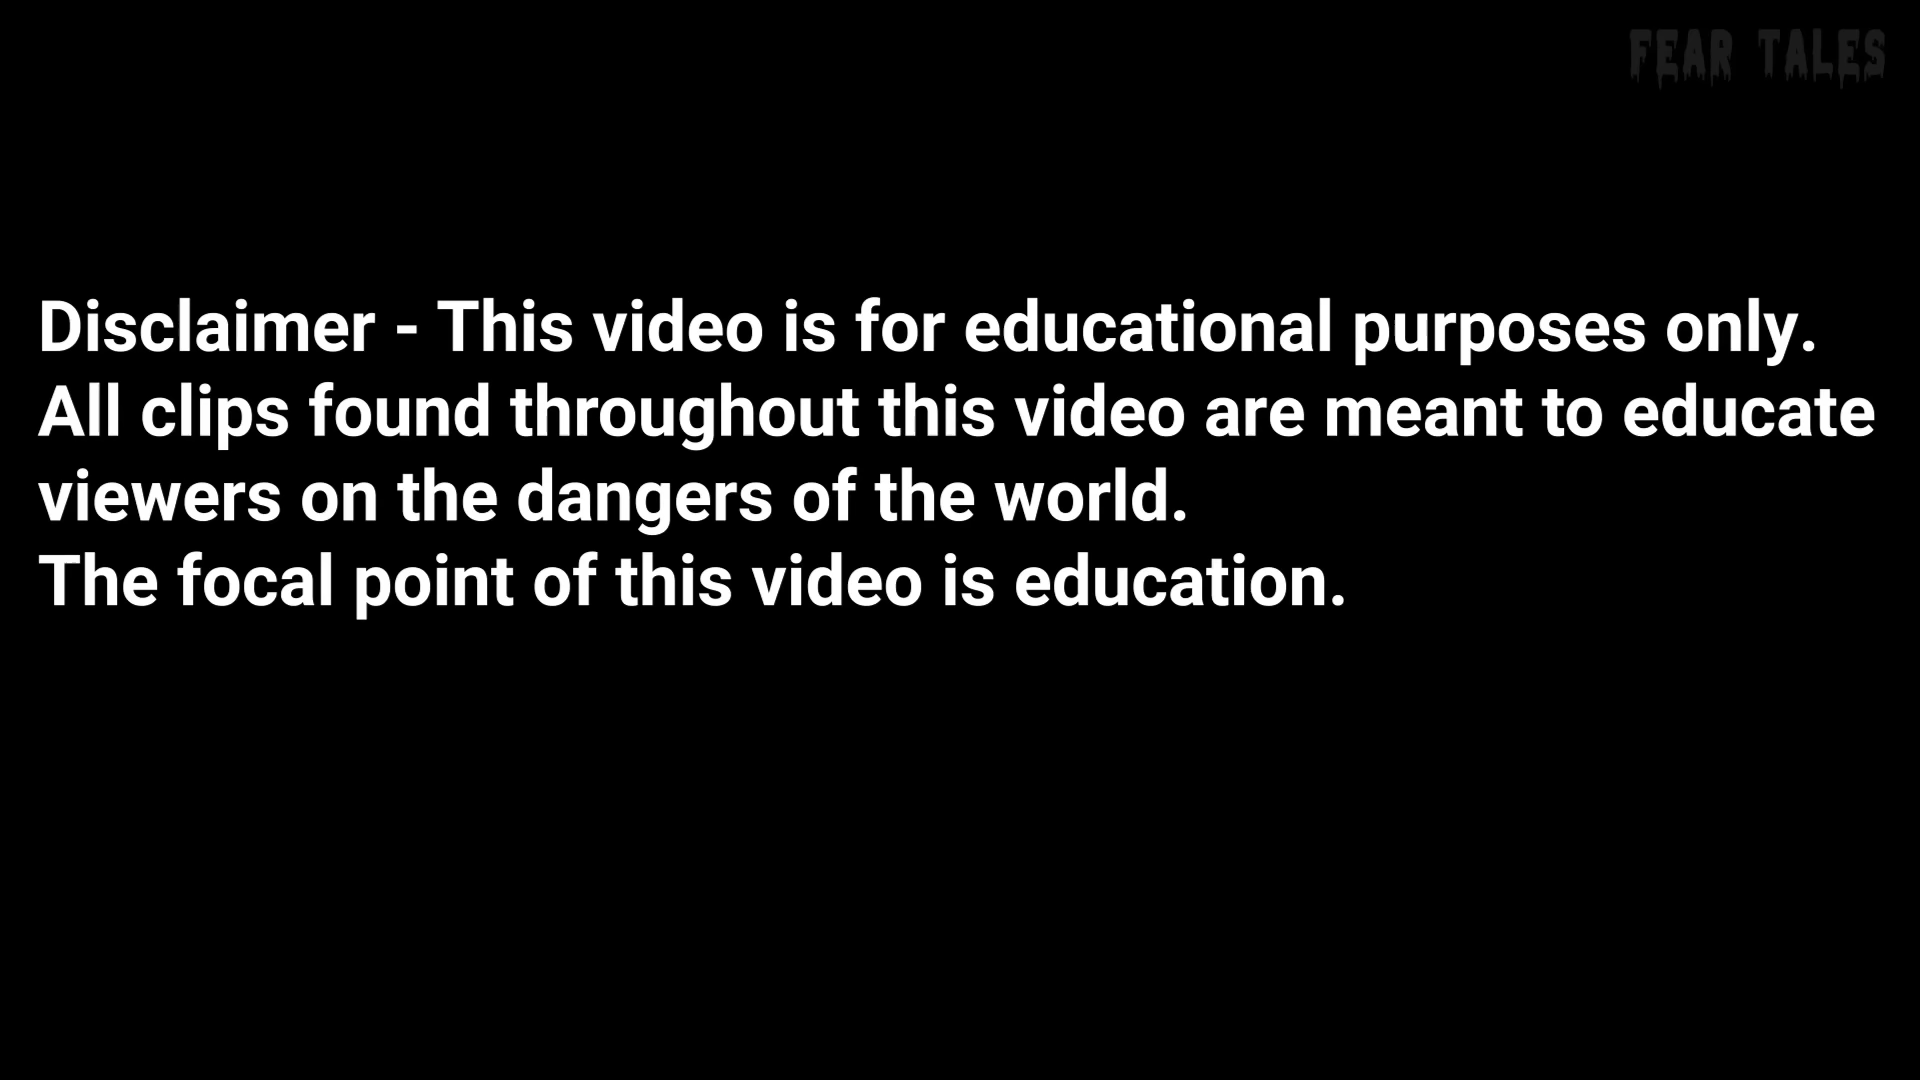 FEAR TALES
Disclaimer - This video is for educational purposes only.
All clips found throughout this video are meant to educate
viewers on the dangers of the world.
The focal point of this video is education.